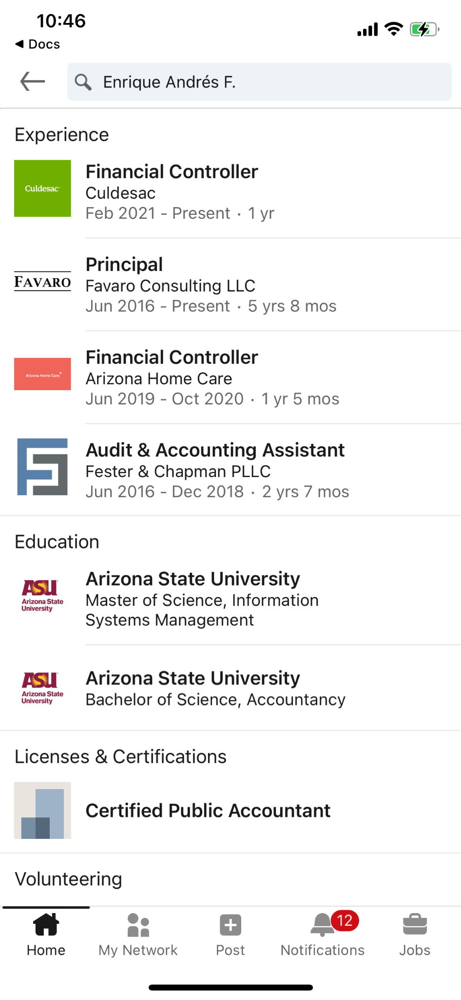 10:46
◀ Docs
Enrique Andrés F.
Experience
Culdesac
Financial Controller
Culdesac
Feb 2021 - Present · 1 yr
FAVARO
Principal
Favaro Consulting LLC
Jun 2016 - Present · 5 yrs 8 mos
Arizona Home Care+
Financial Controller
Arizona Home Care
Jun 2019 - Oct 2020 · 1 yr 5 mos
Audit & Accounting Assistant
Fester & Chapman PLLC
Jun 2016 - Dec 2018 · 2 yrs 7 mos
Education
ASU
Arizona State
University
Arizona State University
Master of Science, Information
Systems Management
ASU
Arizona State
University
Arizona State University
Bachelor of Science, Accountancy
Licenses & Certifications
Certified Public Accountant
Volunteering
12
Home My Network Post Notifications Jobs